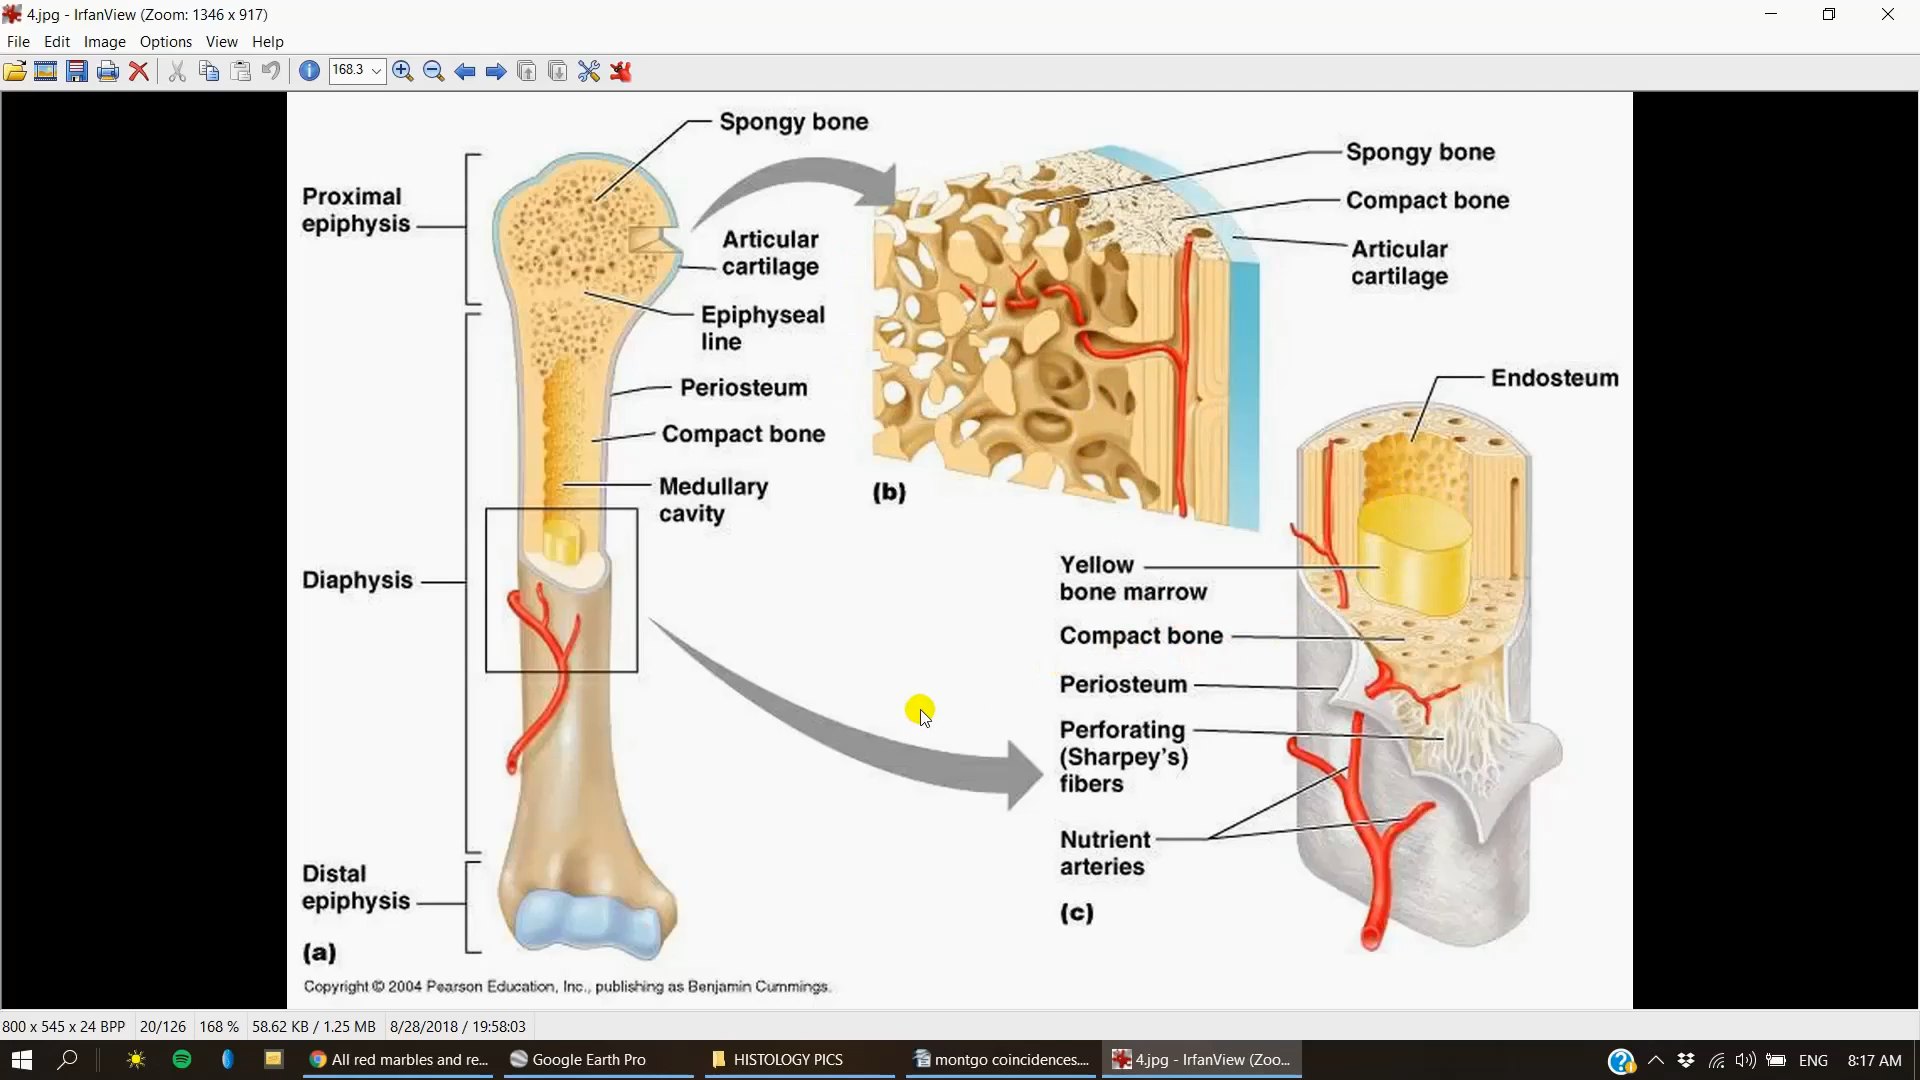 4.jpg - IrfanView (Zoom: 1346 x 917)
File Edit Image Options View Help
168.3
Spongy bone
Proximal
epiphysis
Articular
cartilage
Epiphyseal
line
Periosteum
Compact bone
Medullary
cavity
Diaphysis
Distal
epiphysis
(a)
Spongy bone
Compact bone
Articular
cartilage
(b)
Endosteum
Yellow
bone marrow
Compact bone
Periosteum
Perforating
(Sharpey's)
fibers
Nutrient
arteries
(c)
Copyright © 2004 Pearson Education, Inc., publishing as Benjamin Cummings.
800 x 545 x 24 BPP 20/126 168 % 58.62 KB / 1.25 MB 8/28/2018 / 19:58:03
All red marbles and re... Google Earth Pro HISTOLOGY PICS montgo coincidences.... 4.jpg - IrfanView (Zoo... ENG 8:17 AM